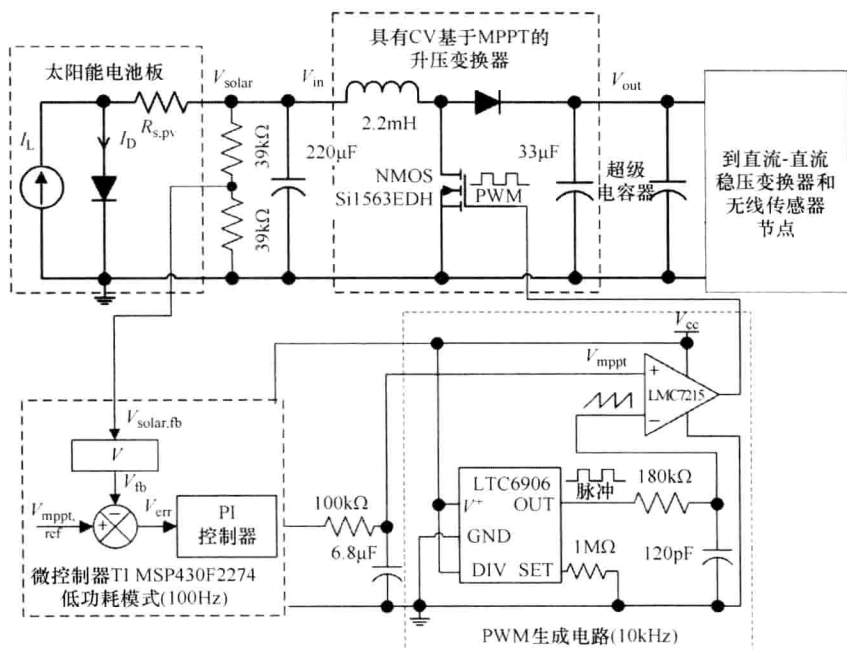 具有CV基于MPPT的
升压变换器
太阳能电池板
V_solar
V_in
V_out
R_s,pv
I_L
I_D
39kΩ
39kΩ
220μF
2.2mH
NMOS
Si1563EDH
PWM
33μF
超级
电容器
到直流-直流
稳压变换器和
无线传感器
节点
V_cc
V_mppt
+
LMC7215
−
V_solar,fb
V
V_fb
V_mppt,
ref
+
−
V_err
PI
控制器
100kΩ
6.8μF
微控制器TI MSP430F2274
低功耗模式(100Hz)
LTC6906
V⁺
OUT
GND
DIV
SET
脉冲
180kΩ
1MΩ
120pF
PWM生成电路(10kHz)